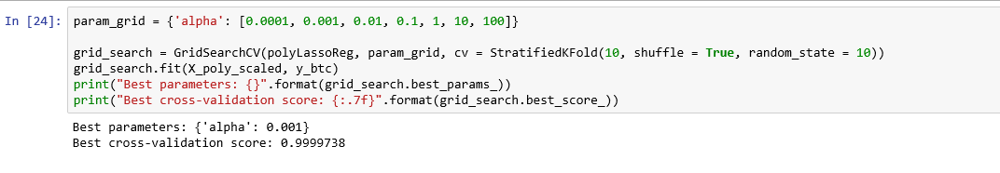 In [24]: param_grid = {'alpha': [0.0001, 0.001, 0.01, 0.1, 1, 10, 100]}
grid_search = GridSearchCV(polyLassoReg, param_grid, cv = StratifiedKFold(10, shuffle = True, random_state = 10))
grid_search.fit(X_poly_scaled, y_btc)
print("Best parameters: {}".format(grid_search.best_params_))
print("Best cross-validation score: {:.7f}".format(grid_search.best_score_))
Best parameters: {'alpha': 0.001}
Best cross-validation score: 0.9999738